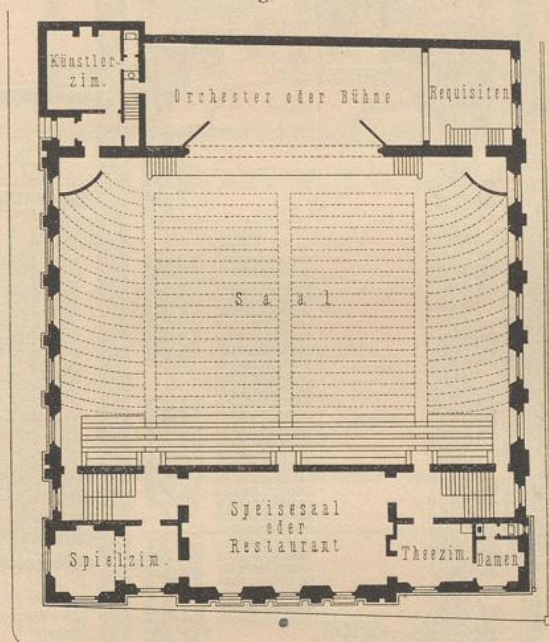 Künstler-
zim.
Orchester oder Bühne
Requisiten
Saal
Speisesaal
oder
Restaurant
Spielzim.
Theezim.
Damen